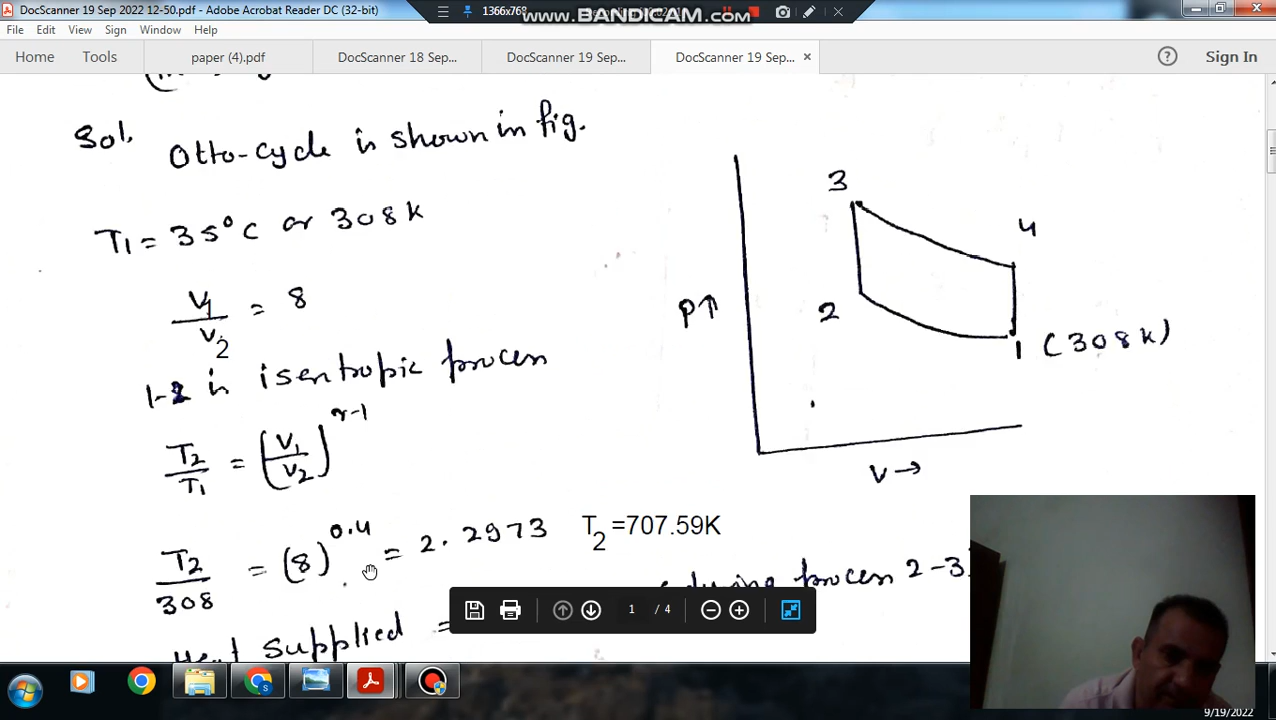 DocScanner 19 Sep 2022 12-50.pdf - Adobe Acrobat Reader DC (32-bit)
1366x768
www.BANDICAM.com
File Edit View Sign Window Help
Home Tools paper (4).pdf DocScanner 18 Sep... DocScanner 19 Sep... DocScanner 19 Sep... × Sign In
Sol. Otto-cycle is shown in fig.
T1 = 35°C or 308K
V1/V2 = 8
1-2 is isentropic process
T2/T1 = (V1/V2)^γ-1
T2/308 = (8)^0.4 = 2.2973 T2 =707.59K
3
4
P↑
2
1 (308K)
V→
during process 2-3
Heat Supplied =
1 / 4
9/19/2022